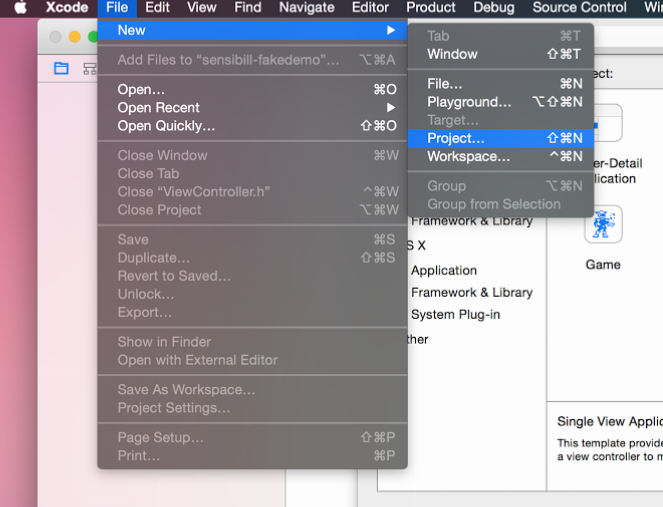 Xcode File Edit View Find Navigate Editor Product Debug Source Control
New
Add Files to “sensibill-fakedemo”... ⌥⌘A
Open... ⌘O
Open Recent
Open Quickly... ⇧⌘O
Close Window ⌘W
Close Tab
Close “ViewController.h” ^⌘W
Close Project ⌥⌘W
Save ⌘S
Duplicate... ⇧⌘S
Revert to Saved...
Unlock...
Export...
Show in Finder
Open with External Editor
Save As Workspace...
Project Settings...
Page Setup... ⇧⌘P
Print... ⌘P
Tab ⌘T
Window ⇧⌘T
File... ⌘N
Playground... ⌥⇧⌘N
Target...
Project... ⇧⌘N
Workspace... ^⌘N
Group ⌥⌘N
Group from Selection
ect:
er-Detail
lication
Framework & Library
S X
Application
Framework & Library
System Plug-in
ther
Game
Single View Applic
This template provide
a view controller to m